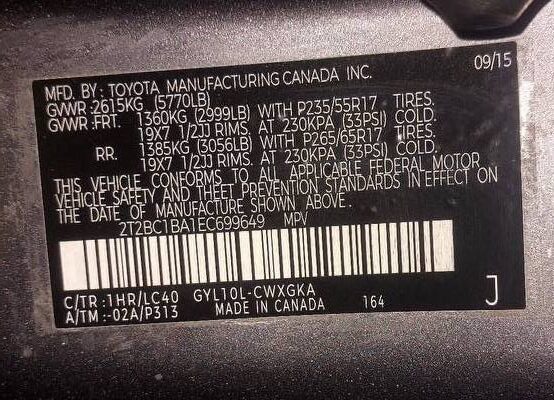 MFD. BY: TOYOTA MANUFACTURING CANADA INC. 09/15
GVWR:2615KG (5770LB)
GVWR:FRT. 1360KG (2999LB) WITH P235/55R17 TIRES.
19X7 1/2JJ RIMS. AT 230KPA (33PSI) COLD.
RR. 1385KG (3056LB) WITH P265/65R17 TIRES.
19X7 1/2JJ RIMS. AT 230KPA (33PSI) COLD.
THIS VEHICLE CONFORMS TO ALL APPLICABLE FEDERAL MOTOR
VEHICLE SAFETY AND THEFT PREVENTION STANDARDS IN EFFECT ON
THE DATE OF MANUFACTURE SHOWN ABOVE.
2T2BC1BA1EC699649 MPV
C/TR:1HR/LC40 GYL10L-CWXGKA
A/TM:-02A/P313 MADE IN CANADA 164 J